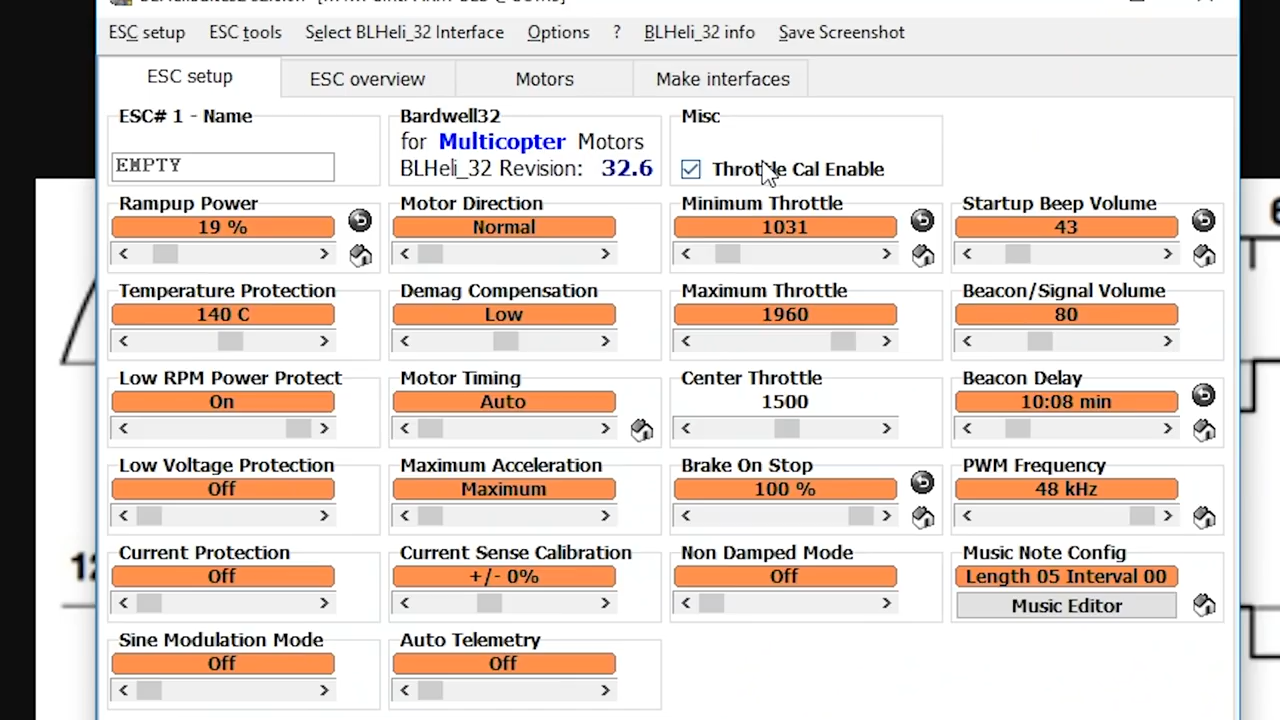 ESC setup ESC tools Select BLHeli_32 Interface Options ? BLHeli_32 info Save Screenshot
ESC setup ESC overview Motors Make interfaces
ESC# 1 - Name Bardwell32 Misc
for Multicopter Motors
EMPTY BLHeli_32 Revision: 32.6 Throttle Cal Enable
Rampup Power Motor Direction Minimum Throttle Startup Beep Volume
19 % Normal 1031 43
Temperature Protection Demag Compensation Maximum Throttle Beacon/Signal Volume
140 C Low 1960 80
Low RPM Power Protect Motor Timing Center Throttle Beacon Delay
On Auto 1500 10:08 min
Low Voltage Protection Maximum Acceleration Brake On Stop PWM Frequency
Off Maximum 100 % 48 kHz
Current Protection Current Sense Calibration Non Damped Mode Music Note Config
Off +/- 0% Off Length 05 Interval 00
Music Editor
Sine Modulation Mode Auto Telemetry
Off Off